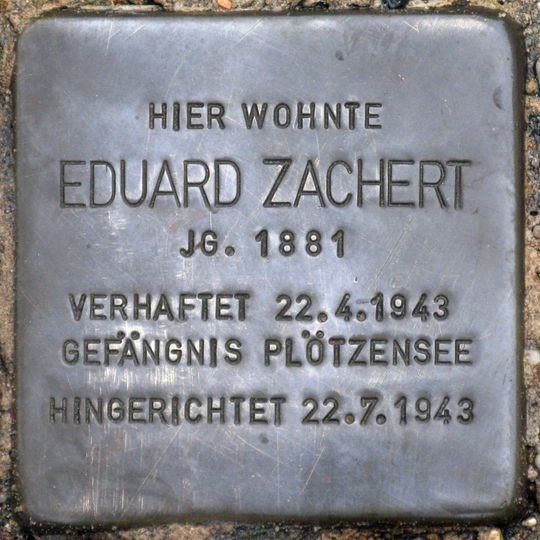 HIER WOHNTE
EDUARD ZACHERT
JG. 1881
VERHAFTET 22.4.1943
GEFÄNGNIS PLÖTZENSEE
HINGERICHTET 22.7.1943